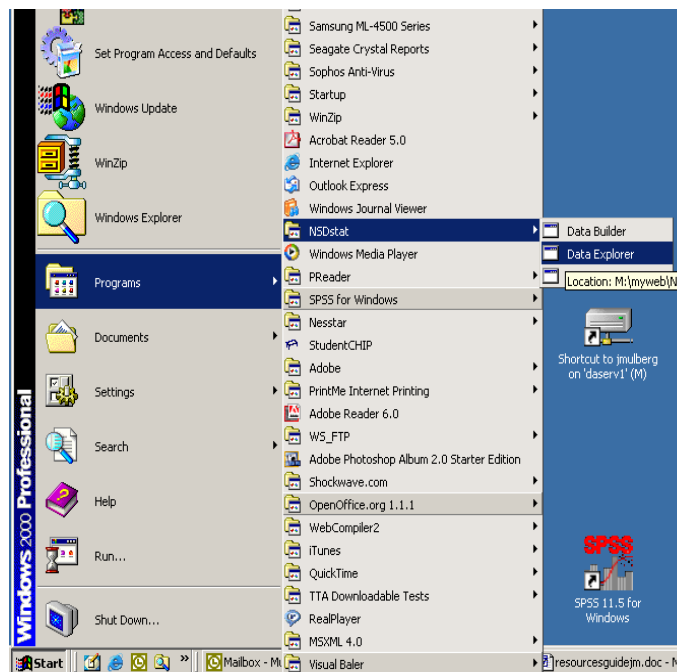 Set Program Access and Defaults
Windows Update
WinZip
Windows Explorer
Programs
Documents
Settings
Search
Help
Run...
Shut Down...
Windows 2000 Professional
Samsung ML-4500 Series
Seagate Crystal Reports
Sophos Anti-Virus
Startup
WinZip
Acrobat Reader 5.0
Internet Explorer
Outlook Express
Windows Journal Viewer
NSDstat
Windows Media Player
PReader
SPSS for Windows
Nesstar
StudentCHIP
Adobe
PrintMe Internet Printing
Adobe Reader 6.0
WS_FTP
Adobe Photoshop Album 2.0 Starter Edition
Shockwave.com
OpenOffice.org 1.1.1
WebCompiler2
iTunes
QuickTime
TTA Downloadable Tests
RealPlayer
MSXML 4.0
Visual Baler
Data Builder
Data Explorer
Location: M:\myweb\N
Shortcut to jmulberg
on 'daserv1' (M)
SPSS
SPSS 11.5 for
Windows
Start
Mailbox - M
resourcesguidejm.doc - M